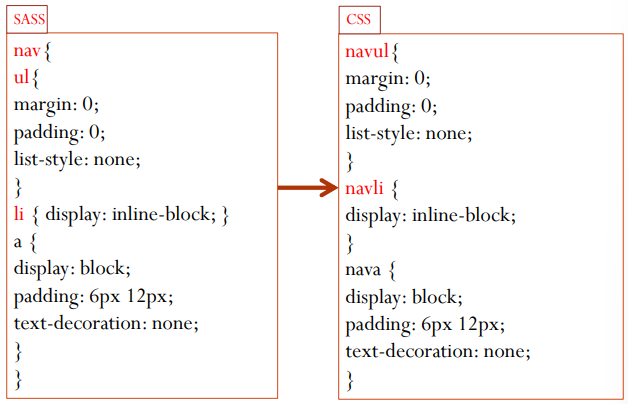 SASS
nav{
ul{
margin: 0;
padding: 0;
list-style: none;
}
li { display: inline-block; }
a {
display: block;
padding: 6px 12px;
text-decoration: none;
}
}
CSS
navul{
margin: 0;
padding: 0;
list-style: none;
}
navli {
display: inline-block;
}
nava {
display: block;
padding: 6px 12px;
text-decoration: none;
}